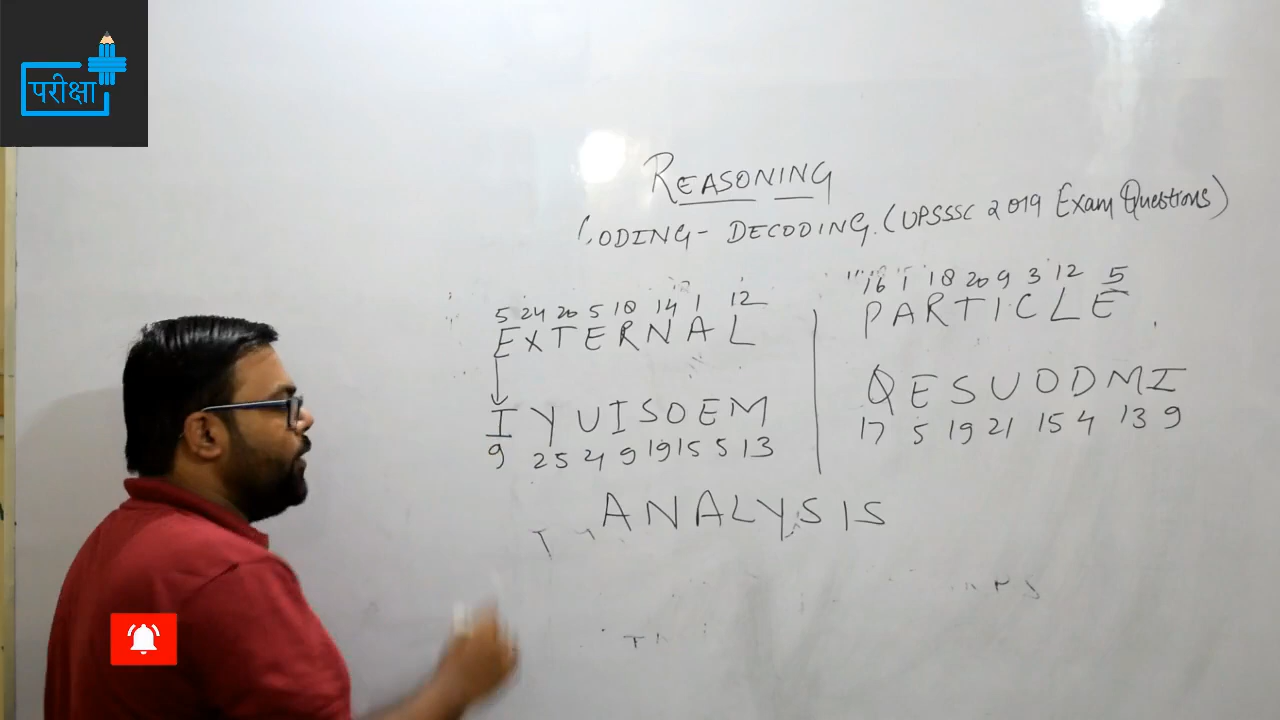 परीक्षा
REASONING
CODING- DECODING. (UPSSSC 2019 Exam Questions)
5 24 20 5 18 14 1 12
EXTERNAL
IYUISOEM
9 25 21 9 19 15 5 13
16 1 18 20 9 3 12 5
PARTICLE
QESUODMI
17 5 19 21 15 4 13 9
ANALYSIS